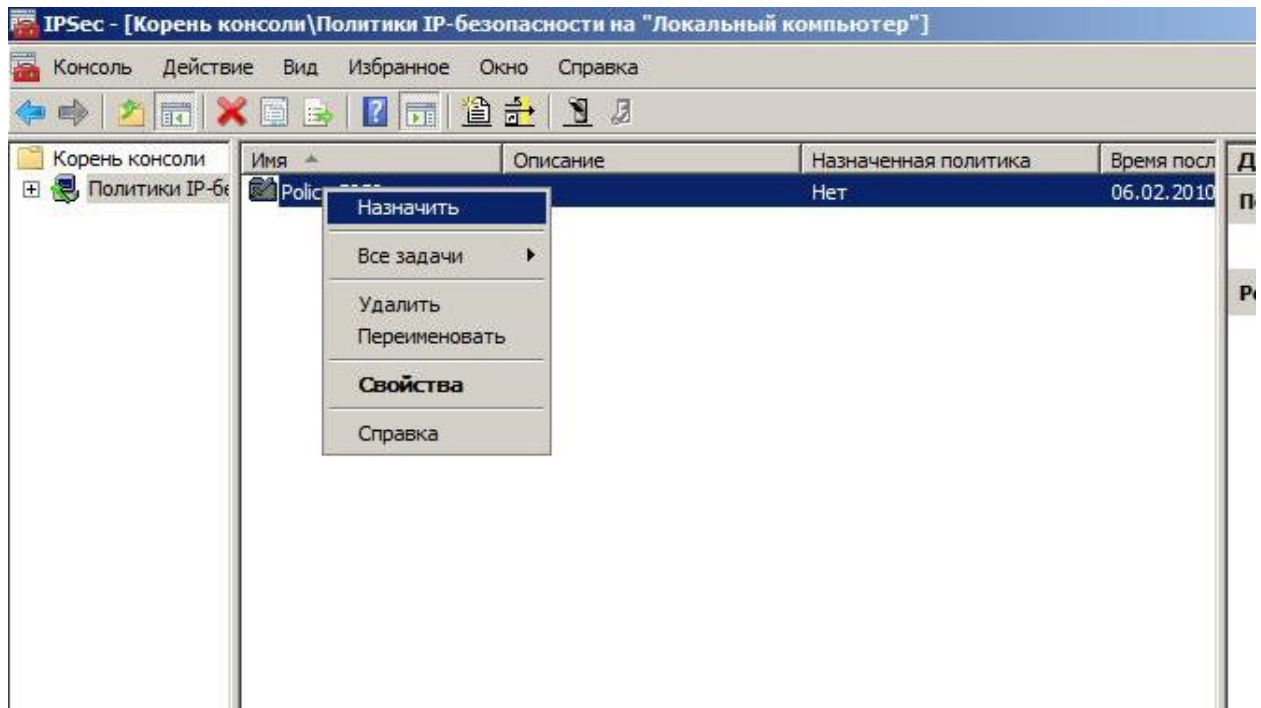 IPSec - [Корень консоли\Политики IP-безопасности на "Локальный компьютер"]
Консоль Действие Вид Избранное Окно Справка
Корень консоли
Политики IP-бе
Имя Описание Назначенная политика Время посл
Polic Нет 06.02.2010
Назначить
Все задачи
Удалить
Переименовать
Свойства
Справка